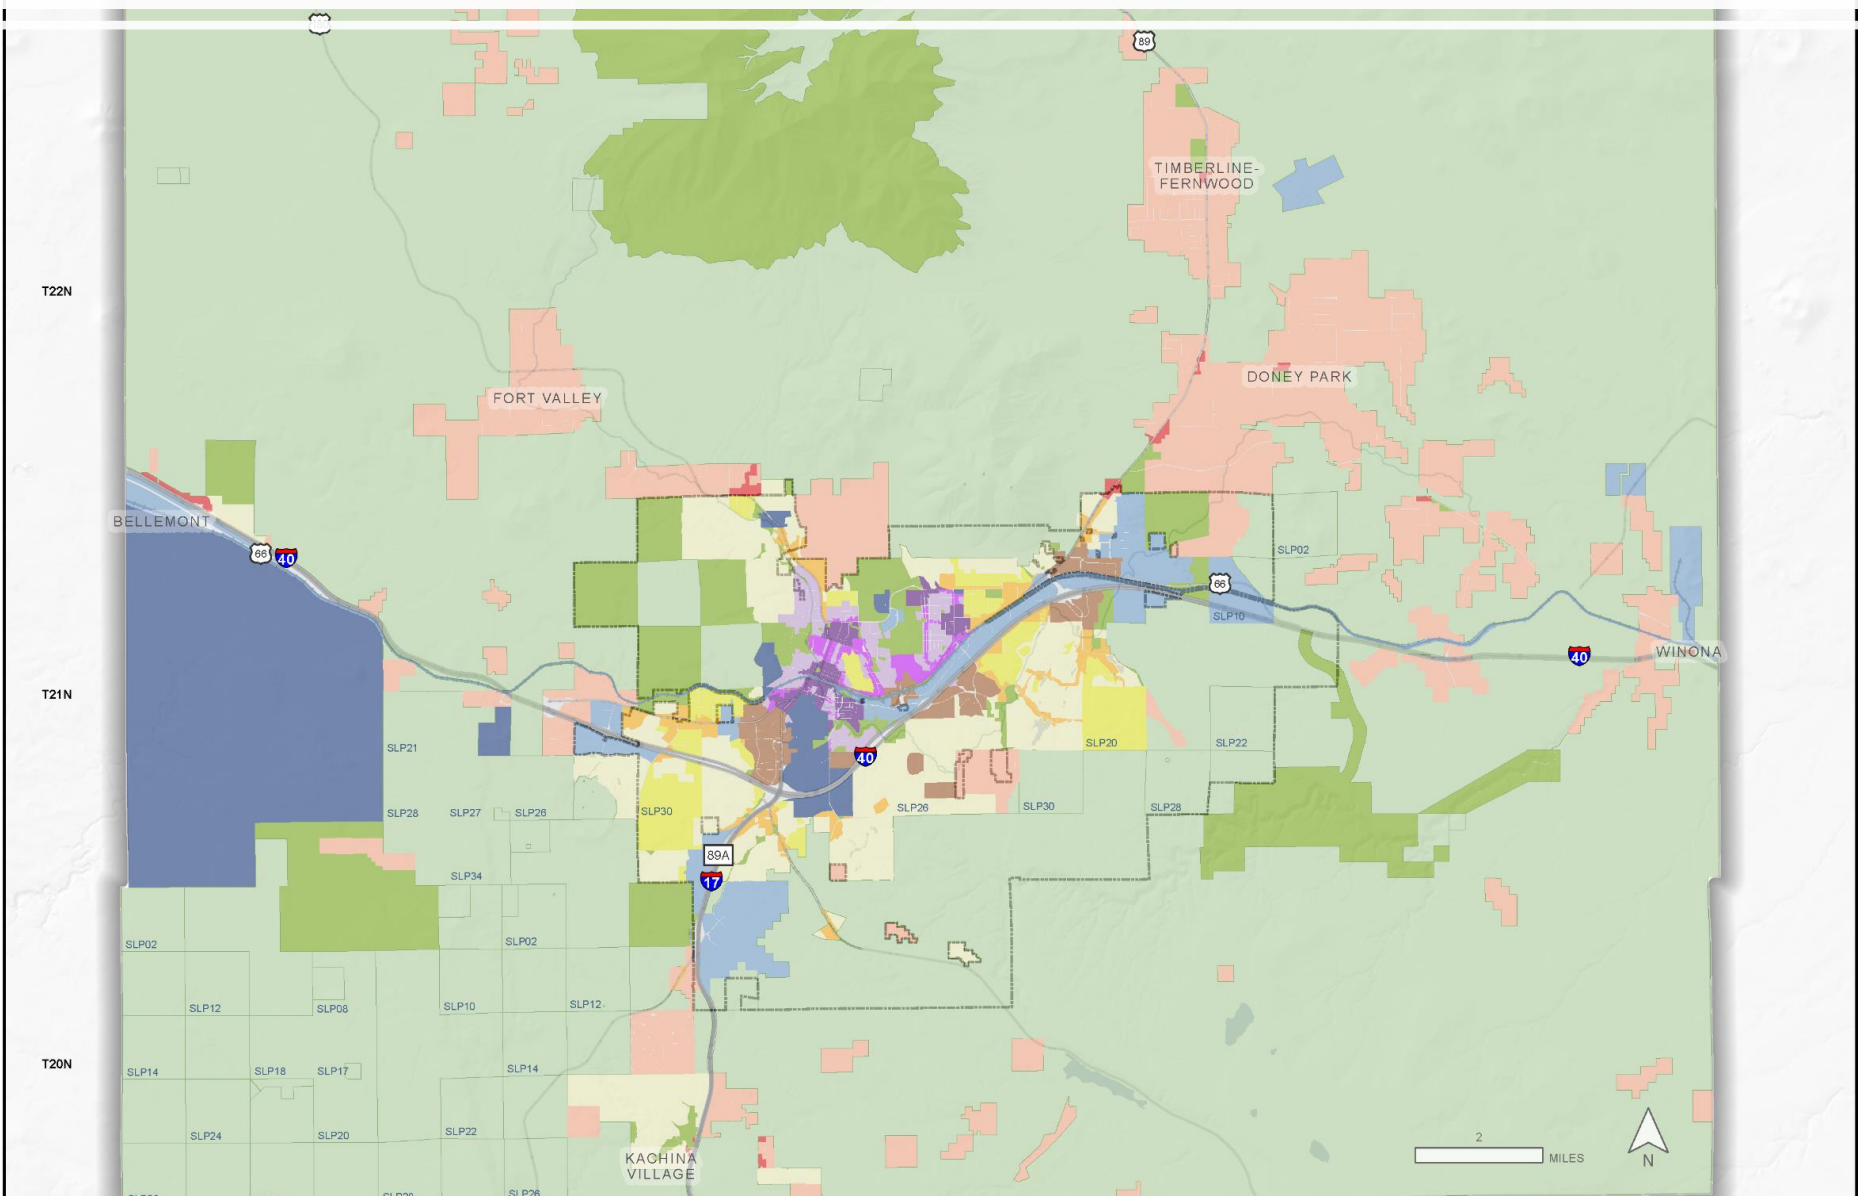 89
TIMBERLINE-
FERNWOOD
T22N
DONEY PARK
FORT VALLEY
BELLEMONT
66
40
SLP02
66
SLP10
40
WINONA
T21N
SLP21
SLP20
SLP22
40
SLP28
SLP27
SLP26
SLP30
SLP26
SLP30
SLP28
89A
17
SLP34
SLP02
SLP02
SLP12
SLP08
SLP10
SLP12
T20N
SLP14
SLP18
SLP17
SLP14
SLP24
SLP20
SLP22
2
MILES
N
KACHINA
VILLAGE
SLP26